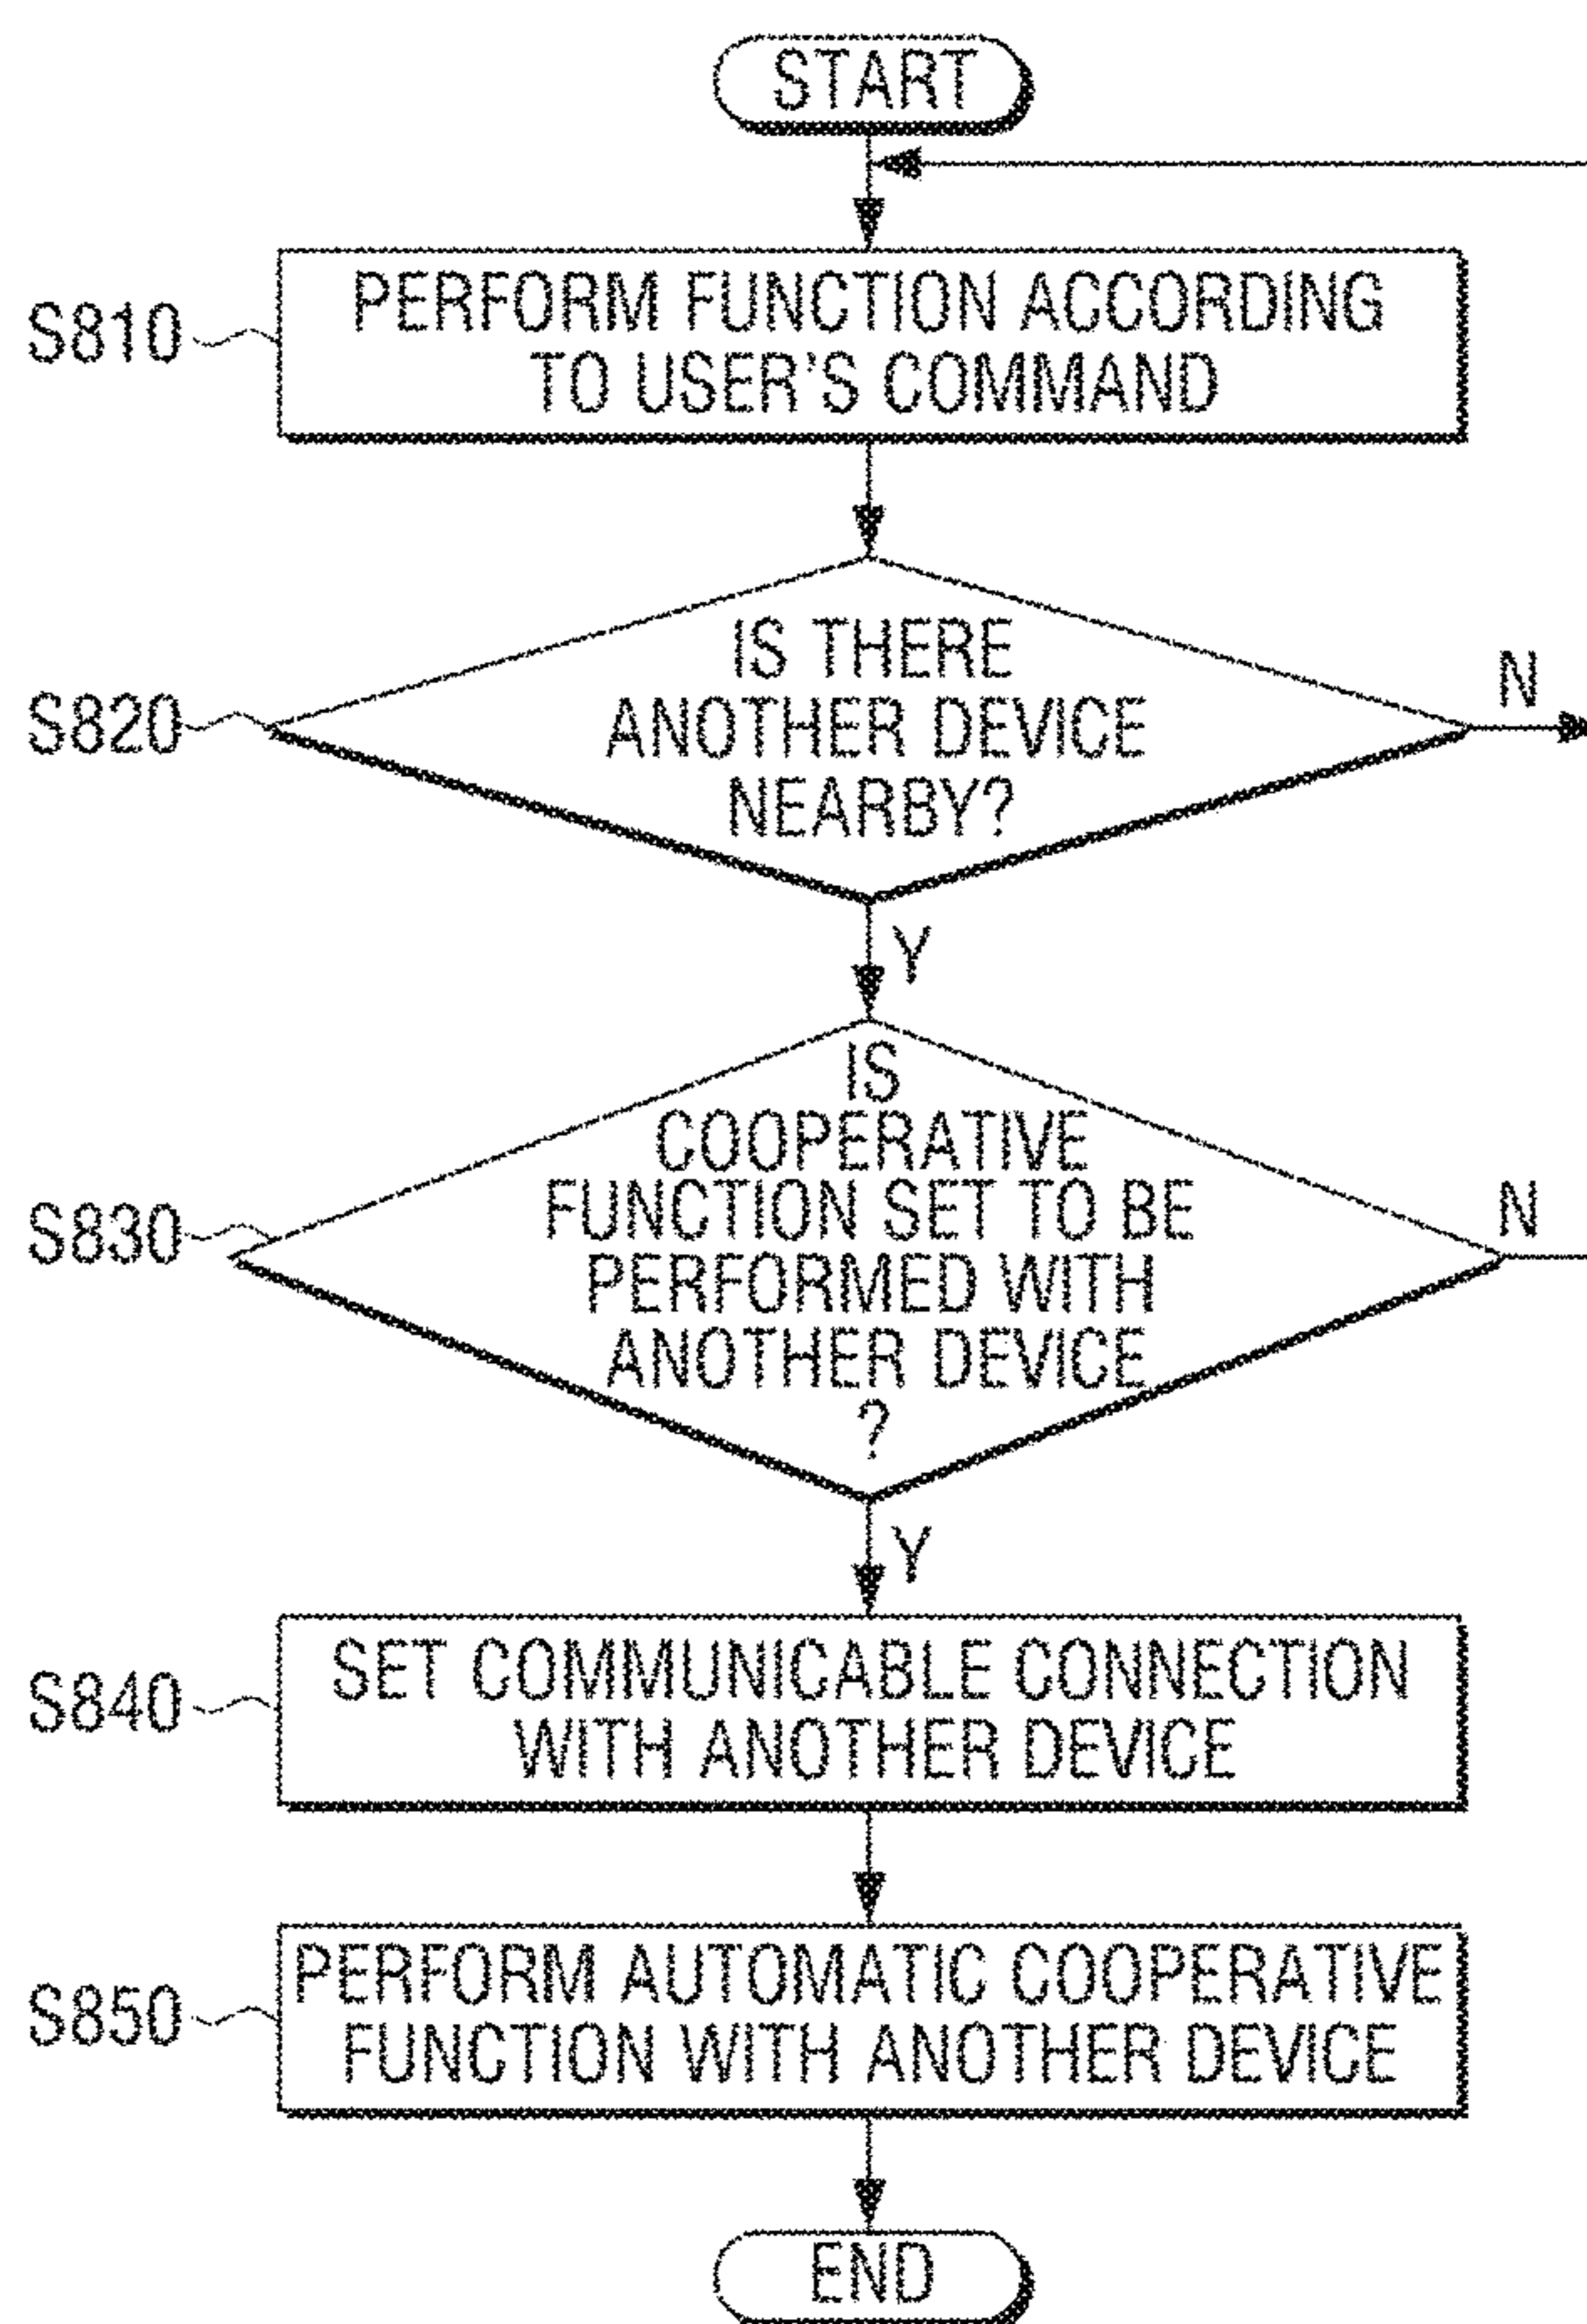 START
S810
PERFORM FUNCTION ACCORDING
TO USER'S COMMAND
S820
IS THERE
ANOTHER DEVICE
NEARBY?
N
Y
S830
IS
COOPERATIVE
FUNCTION SET TO BE
PERFORMED WITH
ANOTHER DEVICE
?
N
Y
S840
SET COMMUNICABLE CONNECTION
WITH ANOTHER DEVICE
S850
PERFORM AUTOMATIC COOPERATIVE
FUNCTION WITH ANOTHER DEVICE
END